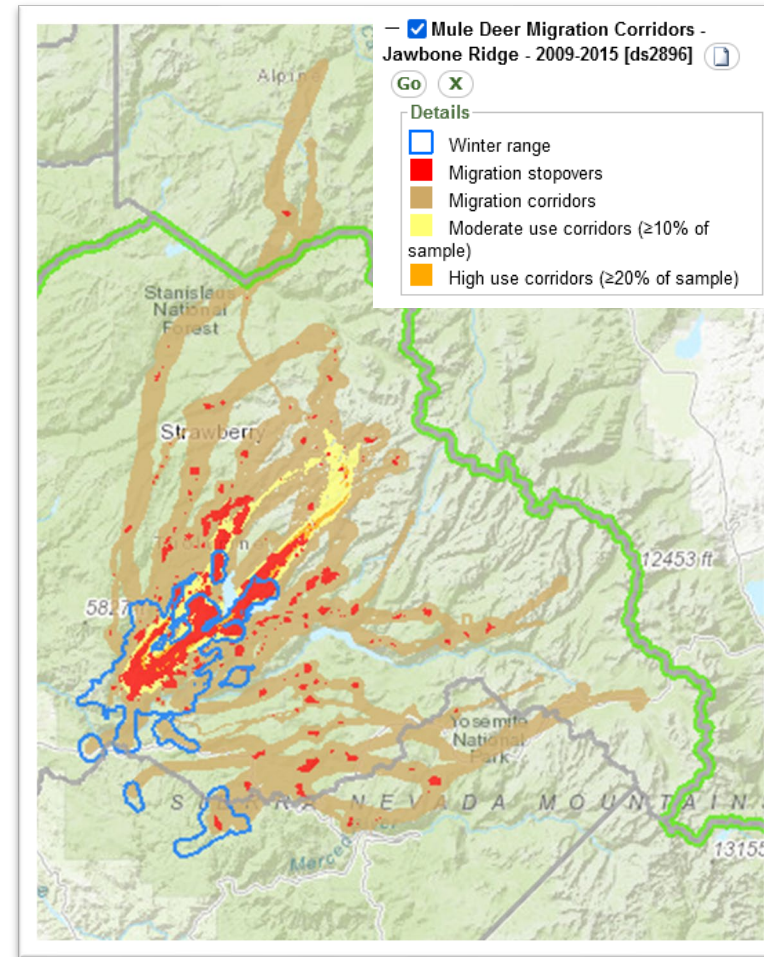 Mule Deer Migration Corridors -
Jawbone Ridge - 2009-2015 [ds2896]
Go X
Details
Winter range
Migration stopovers
Migration corridors
Moderate use corridors (≥10% of
sample)
High use corridors (≥20% of sample)
Alpine
Stanislaus
National
Forest
Strawberry
12453 ft
Yosemite
National
Park
SIERRA NEVADA MOUNTAINS
Merced River
13155